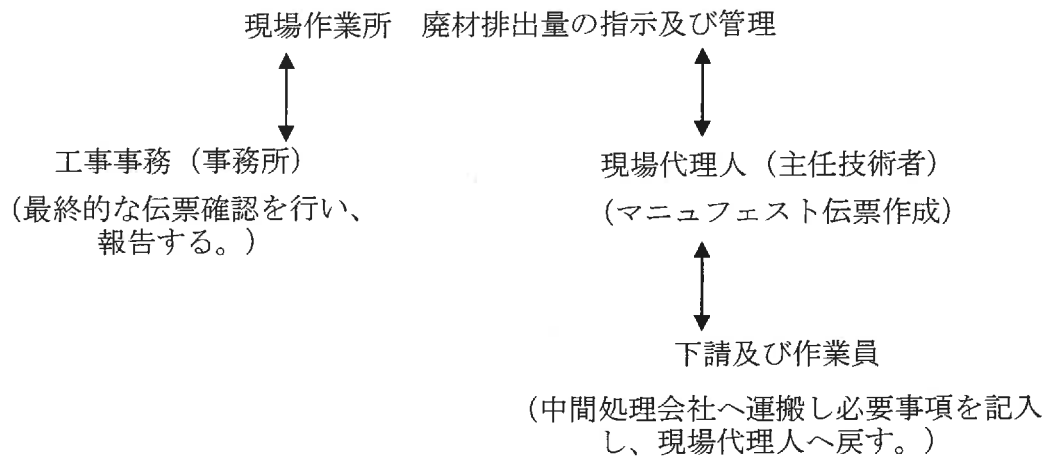 現場作業所　廃材排出量の指示及び管理
工事事務（事務所）
（最終的な伝票確認を行い、
報告する。）
現場代理人（主任技術者）
（マニュフェスト伝票作成）
下請及び作業員
（中間処理会社へ運搬し必要事項を記入
し、現場代理人へ戻す。）